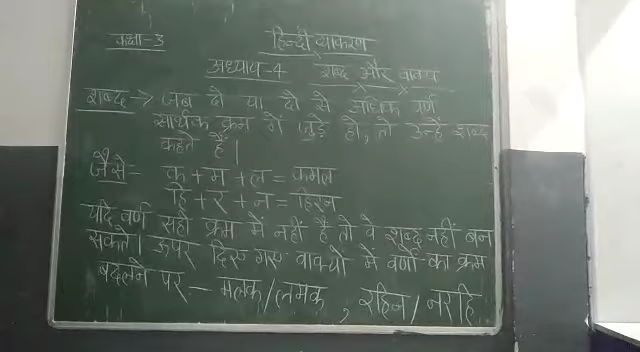 कक्षा-3 हिन्दी व्याकरण
अध्याय-4 शब्द और वाक्य
शब्द → जब दो या दो से अधिक वर्ण
सार्थक क्रम में जुड़े हो, तो उन्हें शब्द
कहते हैं।
जैसे:- क + म + ल = कमल
हि + र + न = हिरन
यदि वर्ण सही क्रम में नहीं है तो वे शब्द नहीं बन
सकते। ऊपर दिए गए वाक्यो में वर्णो का क्रम
बदलने पर – मलक/लमक, रहिन/नरहि